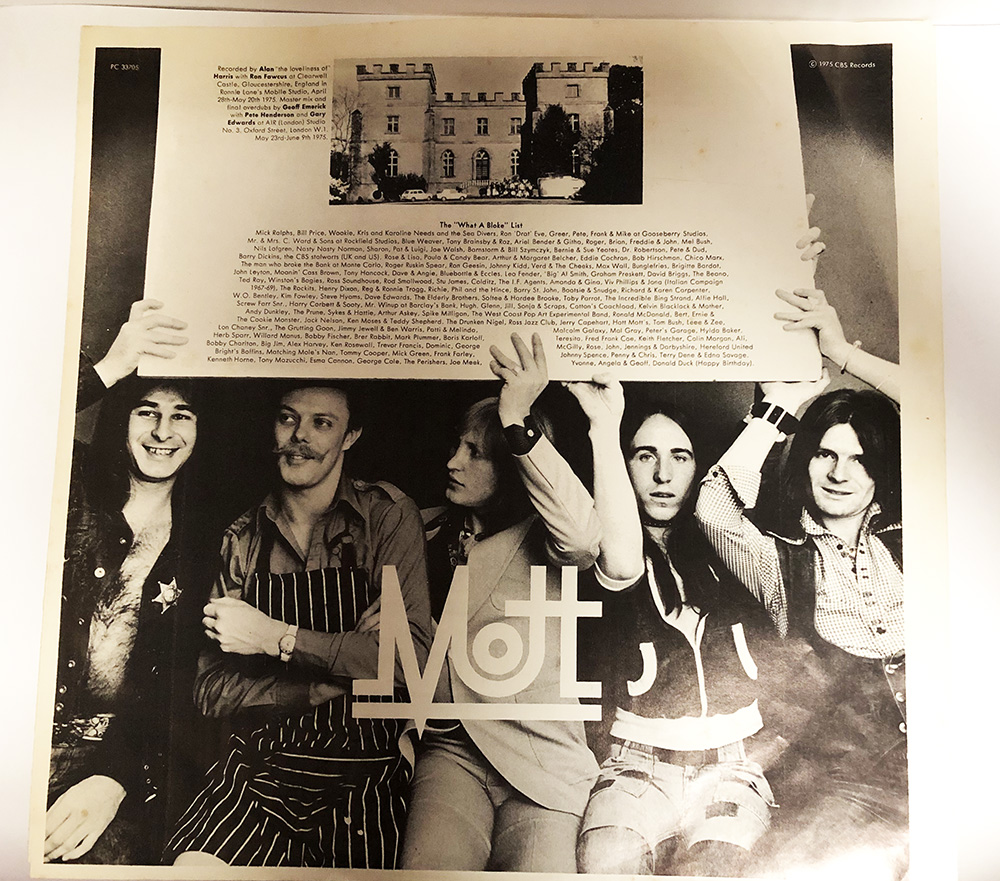 PC 33705
© 1975 CBS Records
Recorded by Alan "the loveliness of
Harris with Ron Fawcus at Clearwell
Castle, Gloucestershire, England in
Ronnie Lane's Mobile Studio, April
28th-May 20th 1975. Master mix and
final overdubs by Geoff Emerick
with Pete Henderson and Gary
Edwards at AIR (London) Studio
No. 3. Oxford Street, London W.1.
May 23rd-June 9th 1975.
The "What A Bloke" List
Mick Ralphs, Bill Price, Wookie, Kris and Karoline Needs and the Sea Divers, Ron 'Drat' Eve, Greer, Pete, Frank & Mike at Gooseberry Studios,
Mr. & Mrs. C. Ward & Sons at Rockfield Studios, Blue Weaver, Tony Brainsby & Roz, Ariel Bender & Githa, Roger, Brian, Freddie & John. Mel Bush,
Nils Lofgren, Nasty Nasty Norman, Sharon, Pat & Luigi, Joe Walsh, Barnstorm & Bill Szymczyk, Bernie & Sue Yeates, Dr. Robertson, Pete & Dud,
Barry Dickins, the CBS stalwarts (UK and US). Rose & Lisa, Paula & Candy Bear, Arthur & Margaret Belcher, Eddie Cochran, Bob Hirschman, Chico Marx,
The man who broke the Bank at Monte Carlo, Roger Ruskin Spear, Ron Geesin, Johnny Kidd, Yerd & The Cheeks, Max Wall, Bunglefries, Brigitte Bardot,
John Leyton, Moanin' Cass Brown, Tony Hancock, Dave & Angie, Bluebottle & Eccles, Leo Fender, 'Big' Al Smith, Graham Preskett, David Briggs, The Beano,
Ted Ray, Winston's Bogies, Ross Soundhouse, Rod Smallwood, Stu James, Colditz, The I.F. Agents, Amanda & Gina, Viv Phillips & Jona (Italian Campaign
1967-69), The Rockits, Henry Dixon, Reg & Ronnie Tragg, Richie, Phil and the Hince, Barry St. John, Bootsie & Snudge, Richard & Karen Carpenter,
W.O. Bentley, Kim Fowley, Steve Hyams, Dave Edwards, The Elderly Brothers, Saftee & Hardee Brooke, Toby Parrot, The Incredible Bing Strand, Alfie Hall,
Screw Fars Snr., Harry Corbett & Sooty, Mr. Wimp at Barclay's Bank, Hugh, Glenn, Jill, Sonja & Scraps, Cottos Coachload, Kelvin Blacklock & Mother,
Andy Dunkley, The Prune, Sykes & Hattie, Arthur Askey, Spike Milligan, The West Coast Pop Art Experimental Band, Ronald McDonald, Bert, Ernie &
The Cookie Monster, Jack Nelson, Ken Moses & Teddy Shepherd, The Drunken Nigel, Ross Jazz Club, Jerry Capehart, Hott Mott's, Tom Bush, Leee & Zee,
Lon Chaney Snr., The Grutting Goon, Jimmy Jewell & Ben Warris, Patti & Melinda, Malcolm Galaxy, Mal Gray, Peter's Garage, Hylda Baker,
Herb Sparr, Willard Manus, Bobby Fischer, Brer Rabbit, Mark Plummer, Boris Karloff, Teresita, Fred Frank Coe, Keith Fletcher, Colin Morgan, Ali,
Bobby Charlton, Big Jim, Alex Harvey, Ken Rosewall, Trevor Francis, Dominic, George McGilly, Rose, John, Jennings & Darbyshire, Hereford United
Bright's Boffins, Matching Mole's Nan, Tommy Cooper, Mick Green, Frank Farley, Johnny Spence, Penny & Chris, Terry Dene & Edna Savage,
Kenneth Home, Tony Mazucchi, Esma Cannon, George Cole, The Perishers, Joe Meek, Yvonne, Angela & Geoff, Donald Duck (Happy Birthday).
Mott